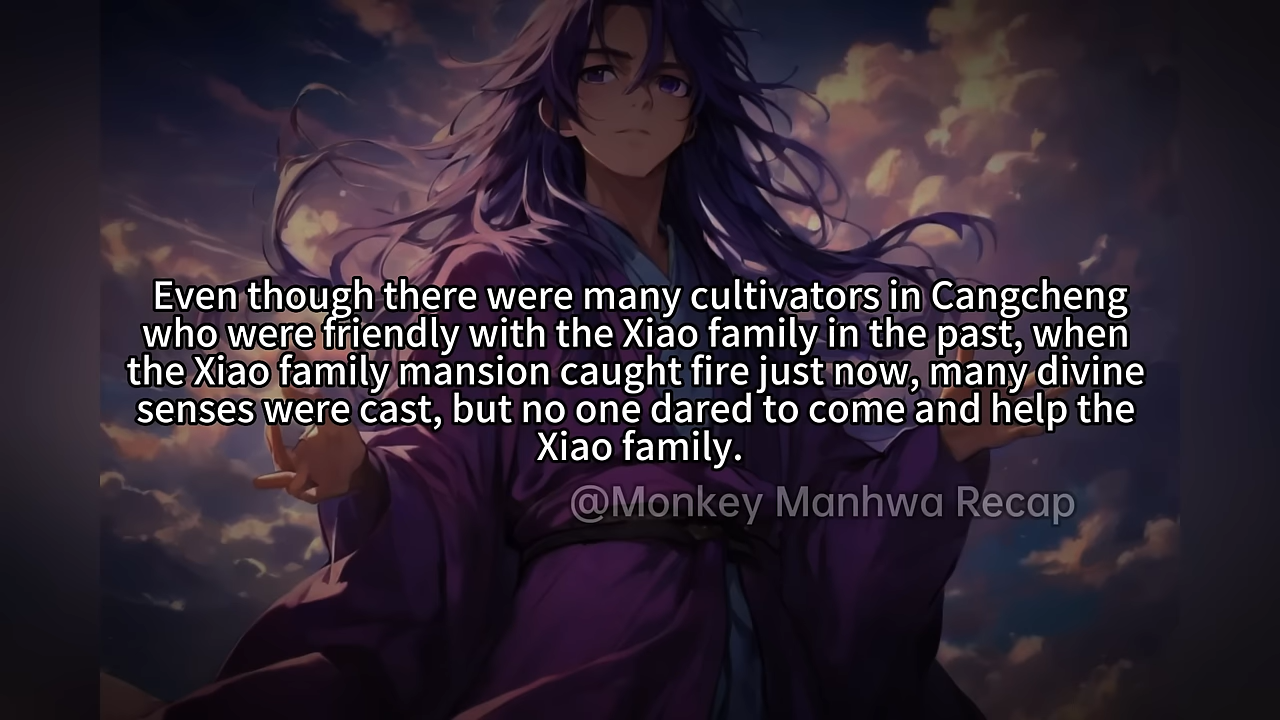 Even though there were many cultivators in Cangcheng
who were friendly with the Xiao family in the past, when
the Xiao family mansion caught fire just now, many divine
senses were cast, but no one dared to come and help the
Xiao family.
@Monkey Manhwa Recap